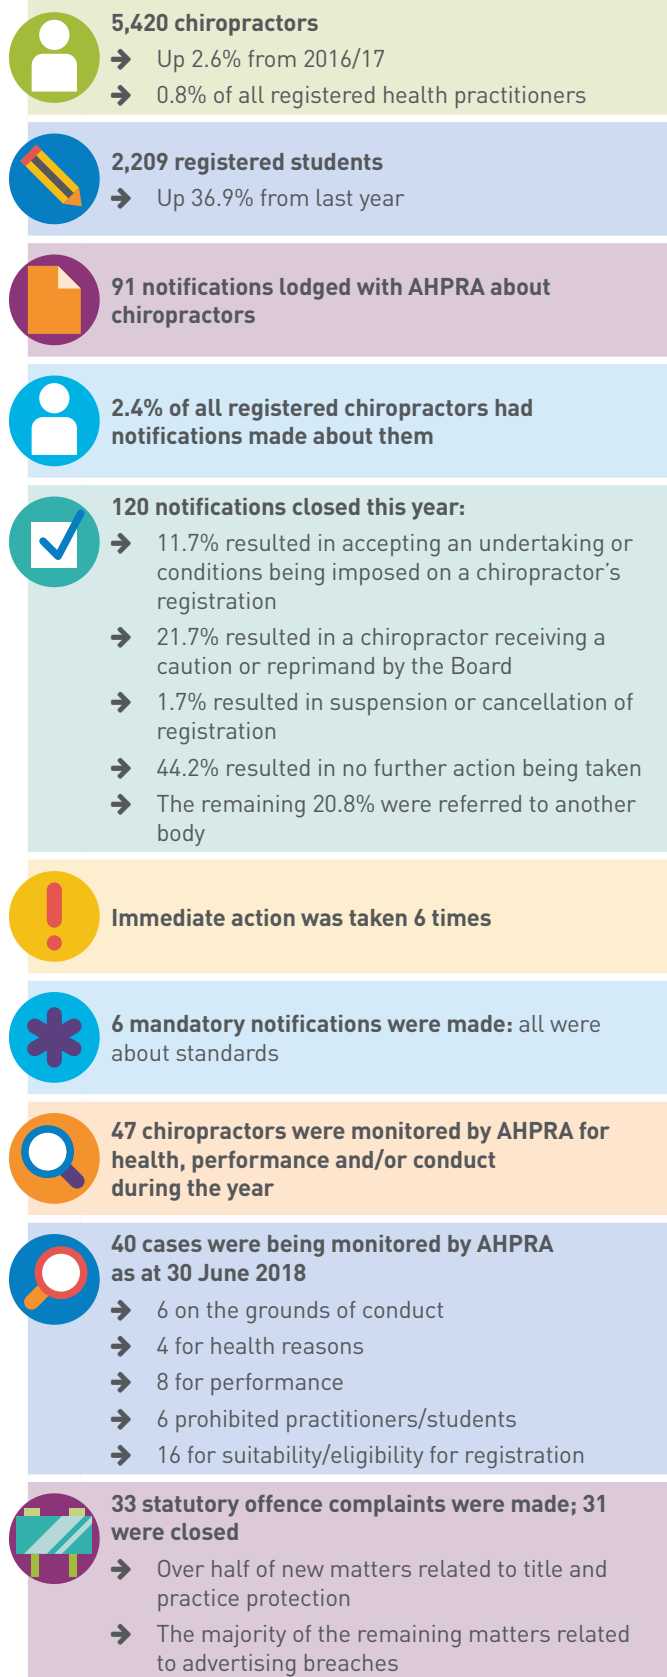 5,420 chiropractors
➔ Up 2.6% from 2016/17
➔ 0.8% of all registered health practitioners
2,209 registered students
➔ Up 36.9% from last year
91 notifications lodged with AHPRA about
chiropractors
2.4% of all registered chiropractors had
notifications made about them
120 notifications closed this year:
➔ 11.7% resulted in accepting an undertaking or
conditions being imposed on a chiropractor’s
registration
➔ 21.7% resulted in a chiropractor receiving a
caution or reprimand by the Board
➔ 1.7% resulted in suspension or cancellation of
registration
➔ 44.2% resulted in no further action being taken
➔ The remaining 20.8% were referred to another
body
Immediate action was taken 6 times
6 mandatory notifications were made: all were
about standards
47 chiropractors were monitored by AHPRA for
health, performance and/or conduct
during the year
40 cases were being monitored by AHPRA
as at 30 June 2018
➔ 6 on the grounds of conduct
➔ 4 for health reasons
➔ 8 for performance
➔ 6 prohibited practitioners/students
➔ 16 for suitability/eligibility for registration
33 statutory offence complaints were made; 31
were closed
➔ Over half of new matters related to title and
practice protection
➔ The majority of the remaining matters related
to advertising breaches